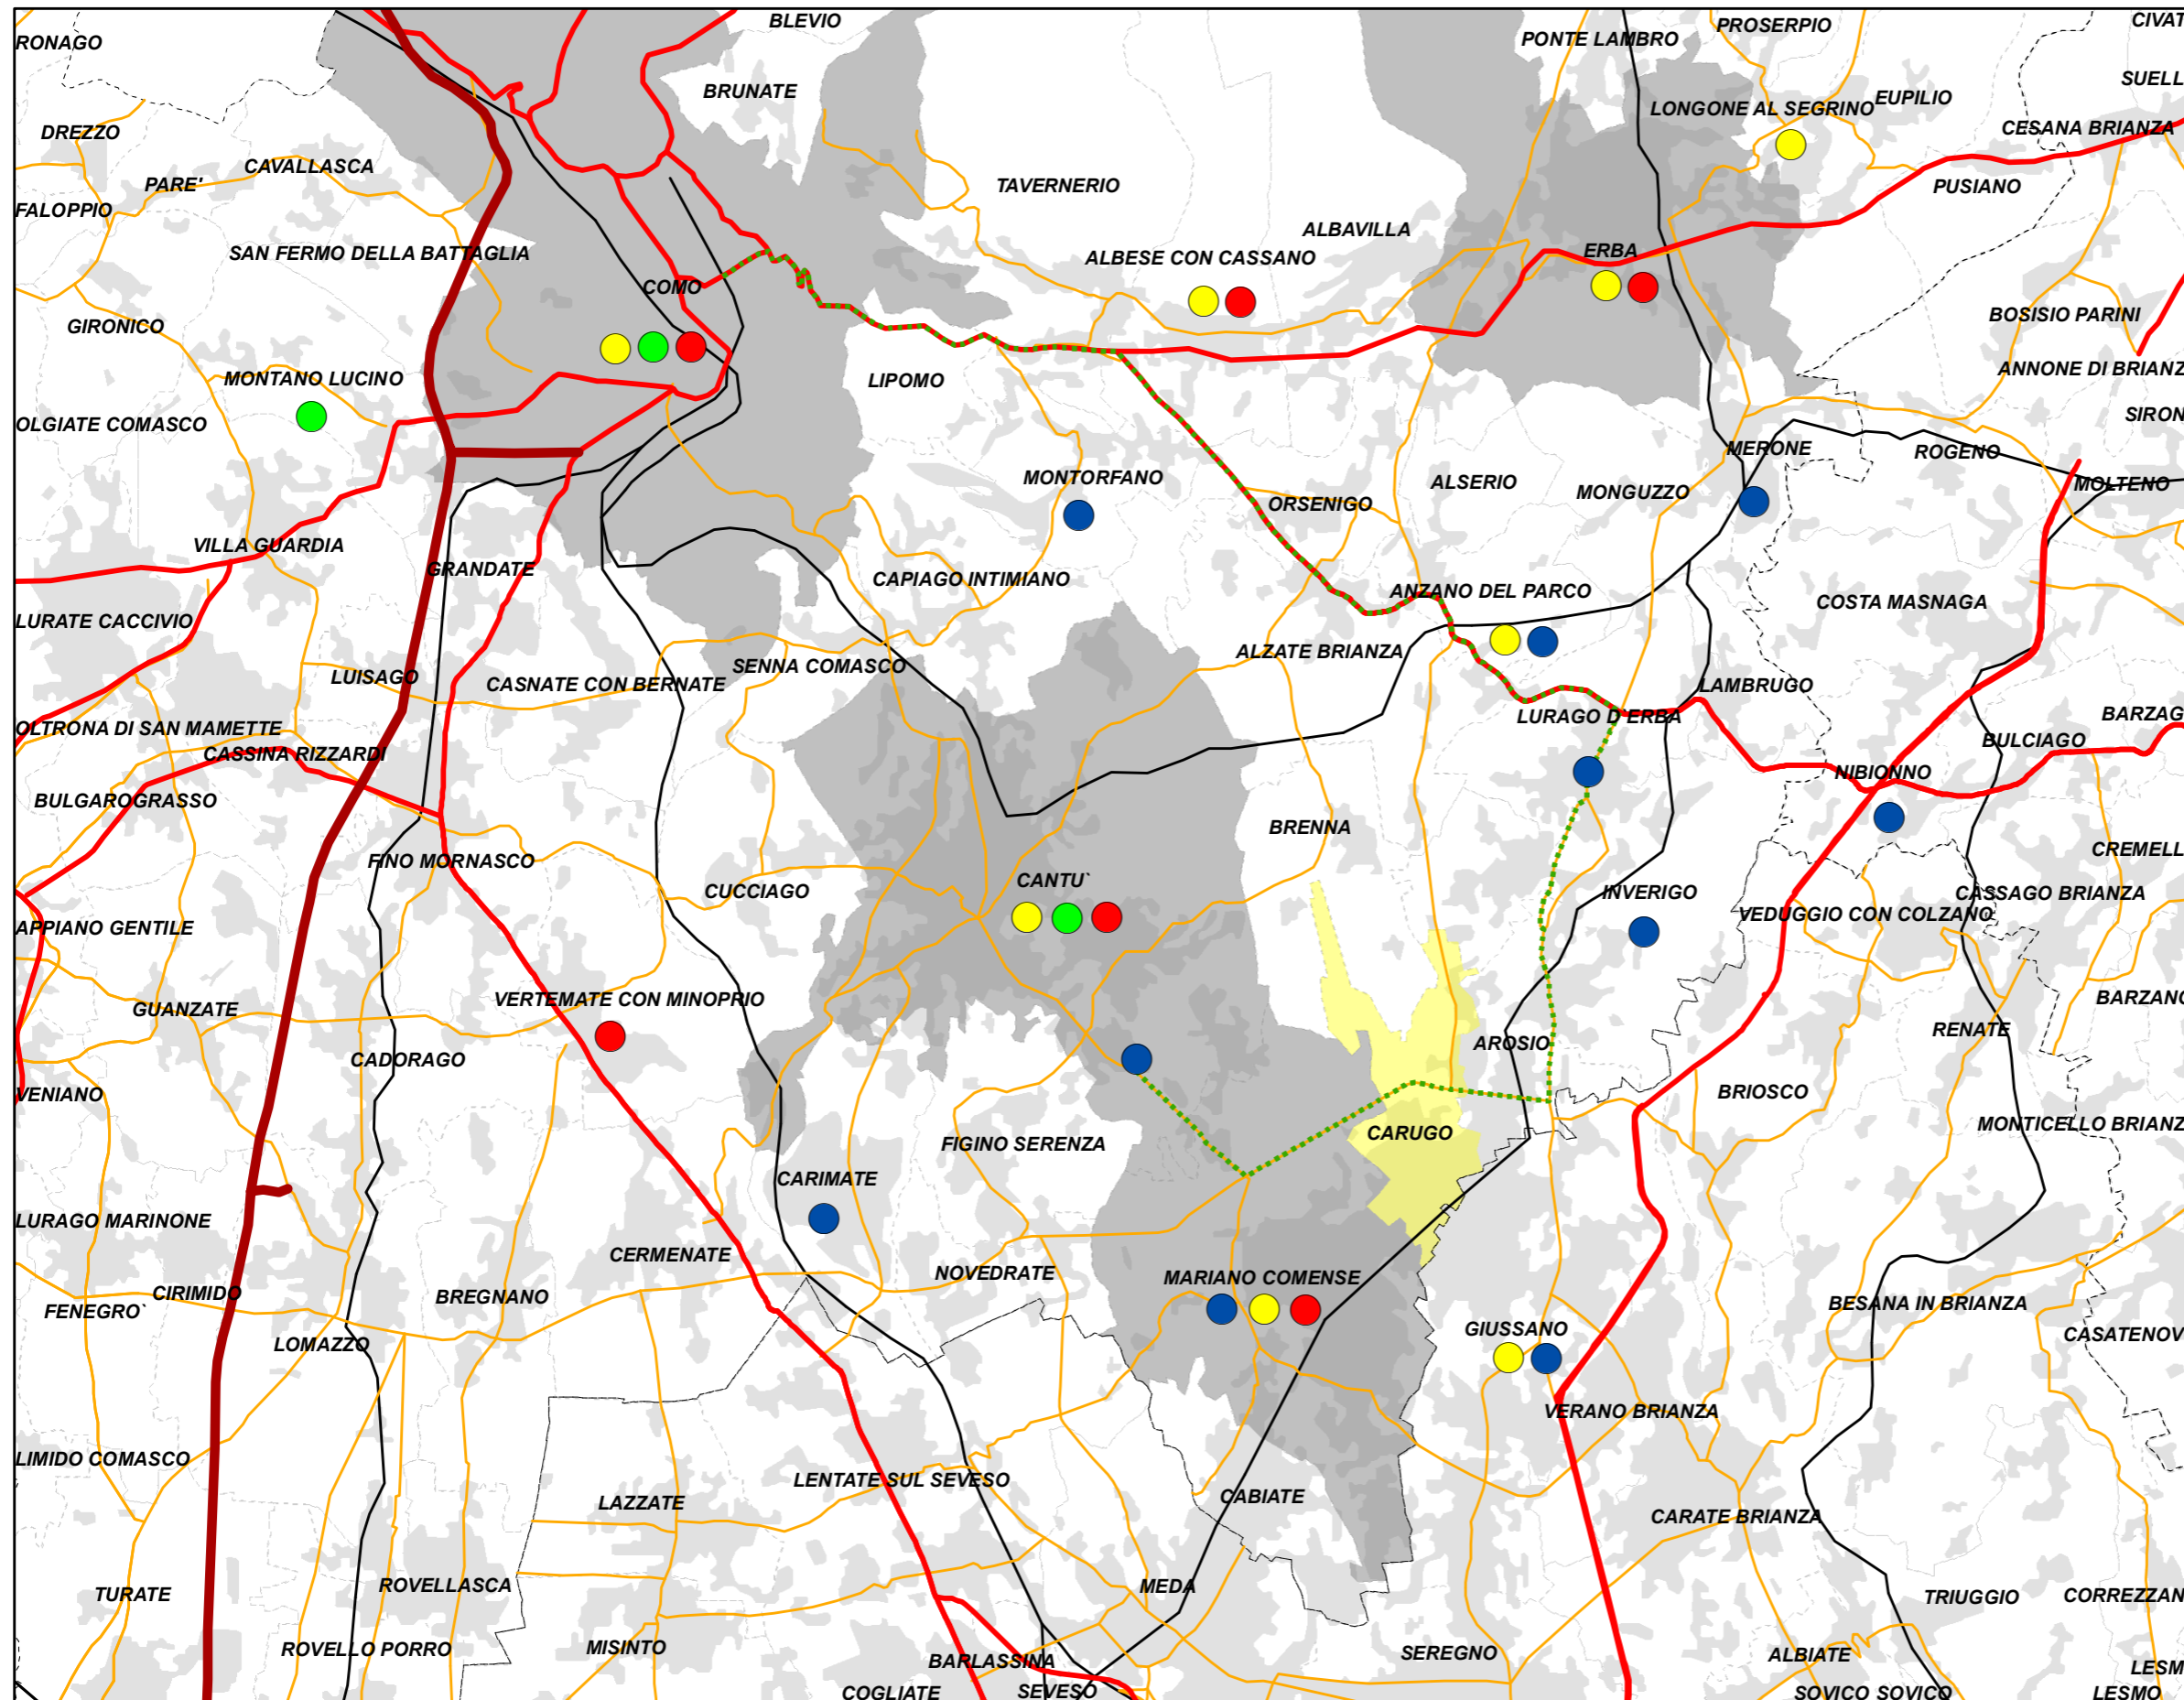 BLEVIO
PROSERPIO
CIVAT
RONAGO
PONTE LAMBRO
SUELL
BRUNATE
EUPILIO
LONGONE AL SEGRINO
DREZZO
CESANA BRIANZA
CAVALLASCA
PARE'
TAVERNERIO
PUSIANO
FALOPPIO
ALBAVILLA
SAN FERMO DELLA BATTAGLIA
ERBA
ALBESE CON CASSANO
COMO
GIRONICO
BOSISIO PARINI
MONTANO LUCINO
LIPOMO
ANNONE DI BRIANZ
OLGIATE COMASCO
SIRON
MERONE
ROGENO
MONTORFANO
ALSERIO
MONGUZZO
MOLTENO
ORSENIGO
VILLA GUARDIA
GRANDATE
CAPIAGO INTIMIANO
ANZANO DEL PARCO
COSTA MASNAGA
LURATE CACCIVIO
ALZATE BRIANZA
SENNA COMASCO
LUISAGO
CASNATE CON BERNATE
LAMBRUGO
LURAGO D'ERBA
BARZAG
OLTRONA DI SAN MAMETTE
BULCIAGO
CASSINA RIZZARDI
NIBIONNO
BULGAROGRASSO
BRENNA
CREMELL
FINO MORNASCO
CANTU`
CUCCIAGO
INVERIGO
CASSAGO BRIANZA
VEDUGGIO CON COLZANO
APPIANO GENTILE
VERTEMATE CON MINOPRIO
BARZANO
GUANZATE
RENATE
AROSIO
CADORAGO
VENIANO
BRIOSCO
MONTICELLO BRIANZ
CARUGO
FIGINO SERENZA
CARIMATE
LURAGO MARINONE
CERMENATE
NOVEDRATE
MARIANO COMENSE
CIRIMIDO
BREGNANO
BESANA IN BRIANZA
FENEGRO`
GIUSSANO
CASATENOV
LOMAZZO
VERANO BRIANZA
LIMIDO COMASCO
LENTATE SUL SEVESO
CABIATE
LAZZATE
CARATE BRIANZA
ROVELLASCA
MEDA
TURATE
TRIUGGIO
CORREZZAN
MISINTO
ROVELLO PORRO
SEREGNO
ALBIATE
BARLASSINA
LESM
COGLIATE
SEVESO
SOVICO SOVICO
LESMO